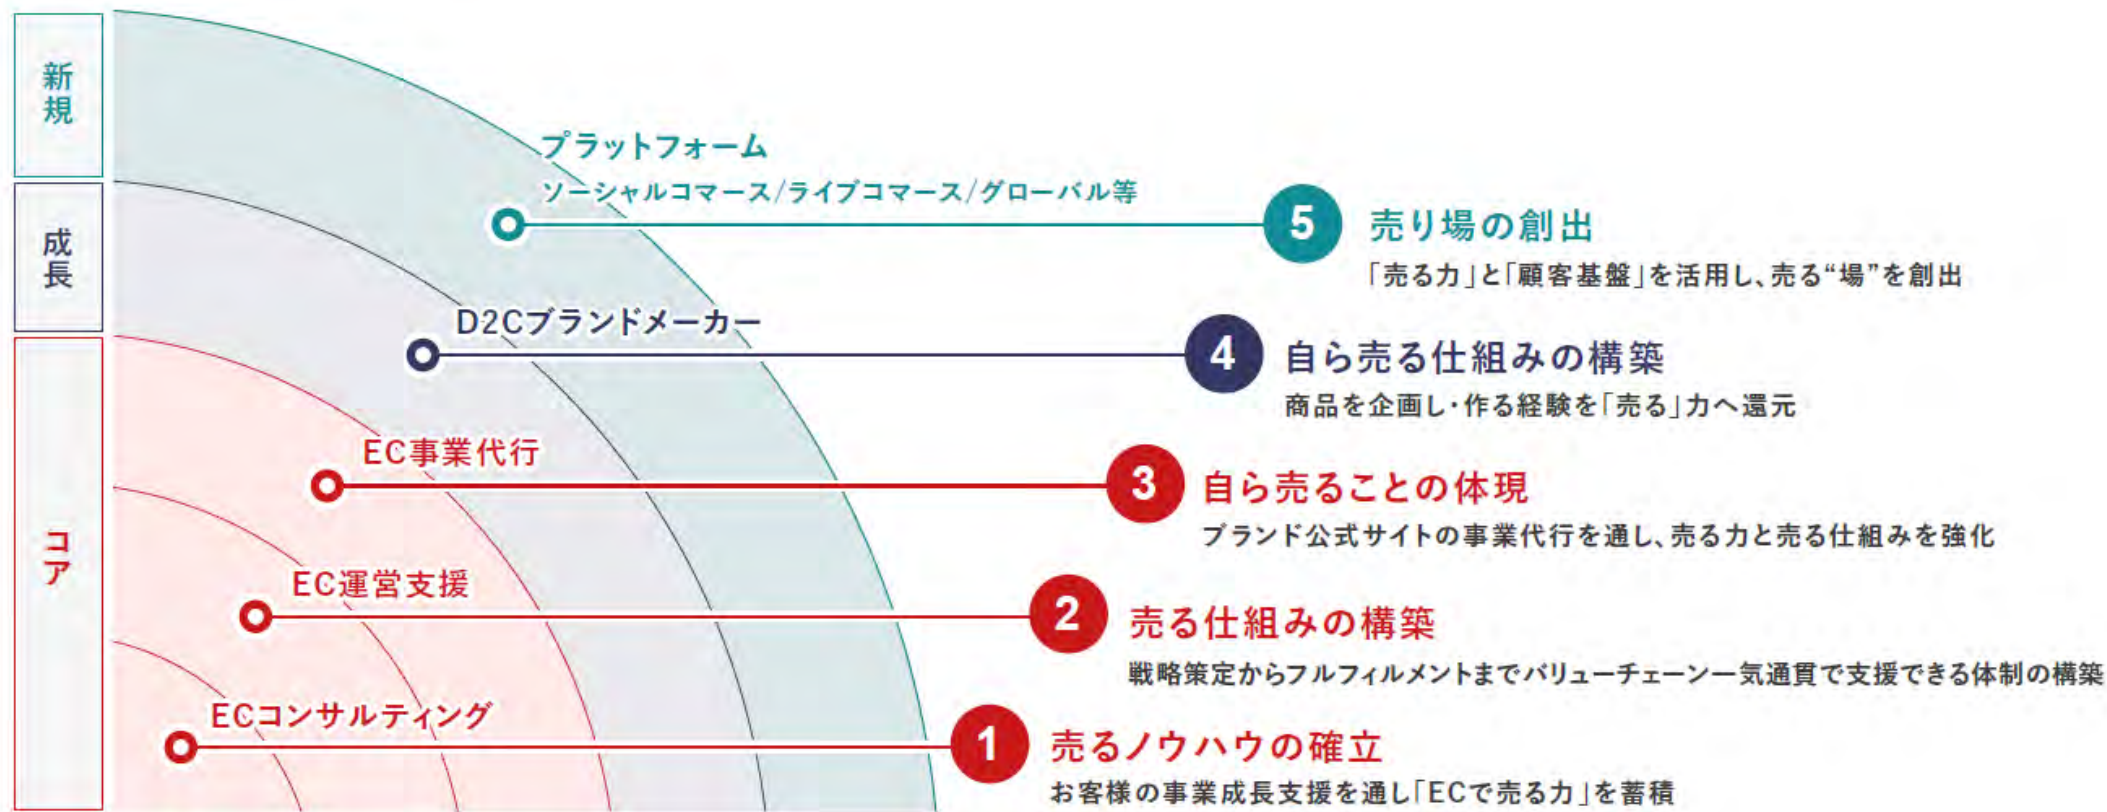 新規
プラットフォーム
ソーシャルコマース/ライブコマース/グローバル等
5 売り場の創出
「売る力」と「顧客基盤」を活用し、売る“場”を創出
成長
D2Cブランドメーカー
4 自ら売る仕組みの構築
商品を企画し・作る経験を「売る」力へ還元
コア
EC事業代行
3 自ら売ることの体現
ブランド公式サイトの事業代行を通し、売る力と売る仕組みを強化
EC運営支援
2 売る仕組みの構築
戦略策定からフルフィルメントまでバリューチェーン一気通貫で支援できる体制の構築
ECコンサルティング
1 売るノウハウの確立
お客様の事業成長支援を通し「ECで売る力」を蓄積